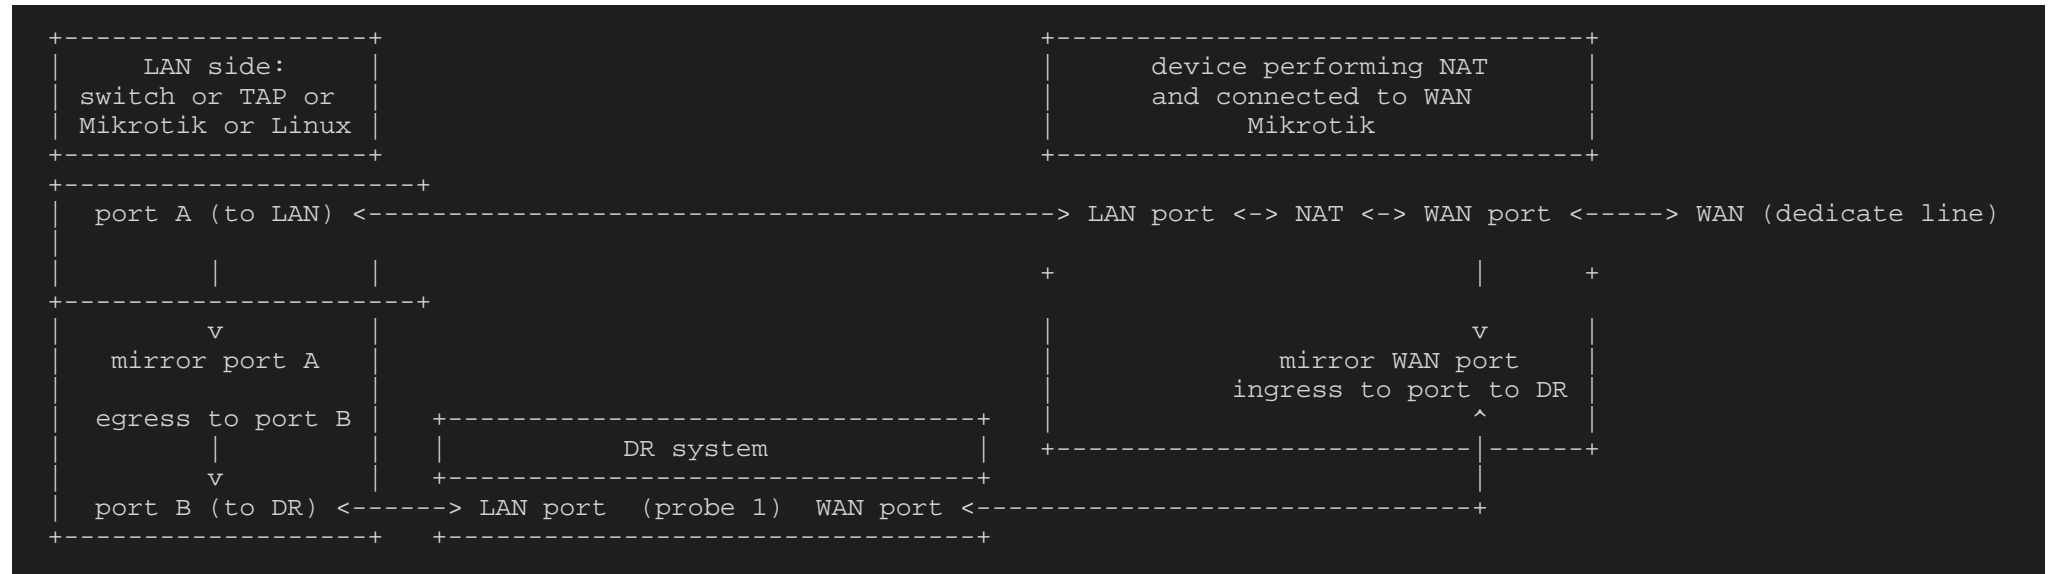 LAN side:
device performing NAT
switch or TAP or
and connected to WAN
Mikrotik or Linux
Mikrotik
port A (to LAN) <-------------------------------------------> LAN port <-> NAT <-> WAN port <-----> WAN (dedicate line)
v
v
mirror port A
mirror WAN port
ingress to port to DR
egress to port B
^
DR system
v
port B (to DR) <------> LAN port (probe 1) WAN port <-------------------------------+